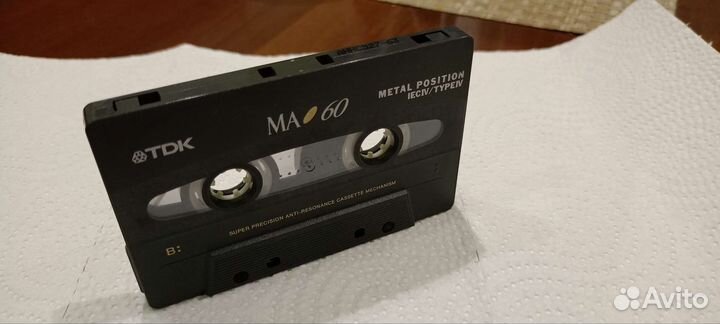 METAL POSITION
IECIV/TYPEIV
MA 60
TDK
SUPER PRECISION ANTI-RESONANCE CASSETTE MECHANISM
B:
Avito